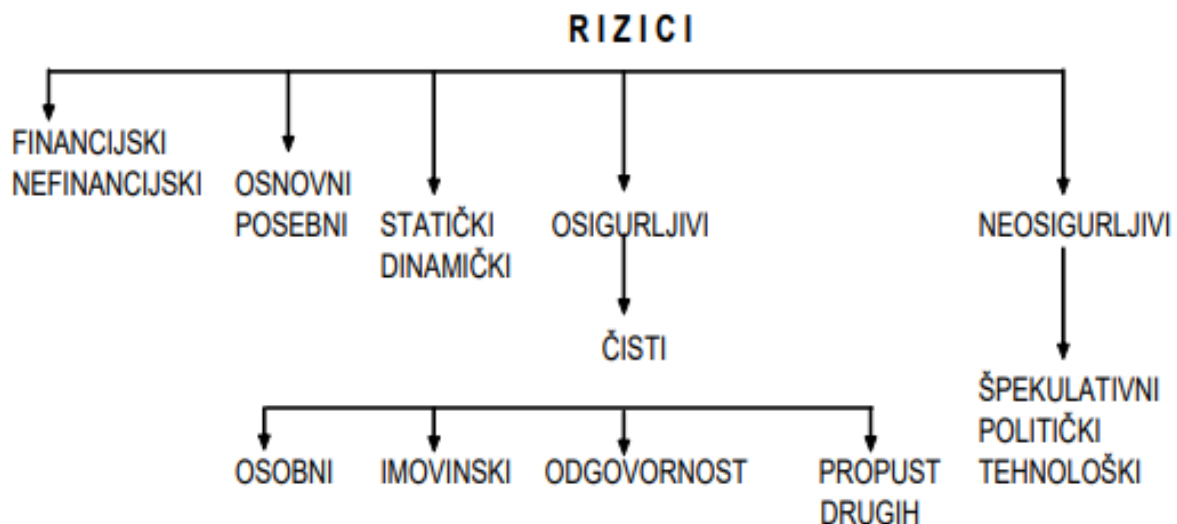 RIZICI
FINANCIJSKI
NEFINANCIJSKI
OSNOVNI
POSEBNI
STATIČKI
DINAMIČKI
OSIGURLJIVI
NEOSIGURLJIVI
ČISTI
ŠPEKULATIVNI
POLITIČKI
TEHNOLOŠKI
OSOBNI
IMOVINSKI
ODGOVORNOST
PROPUST
DRUGIH